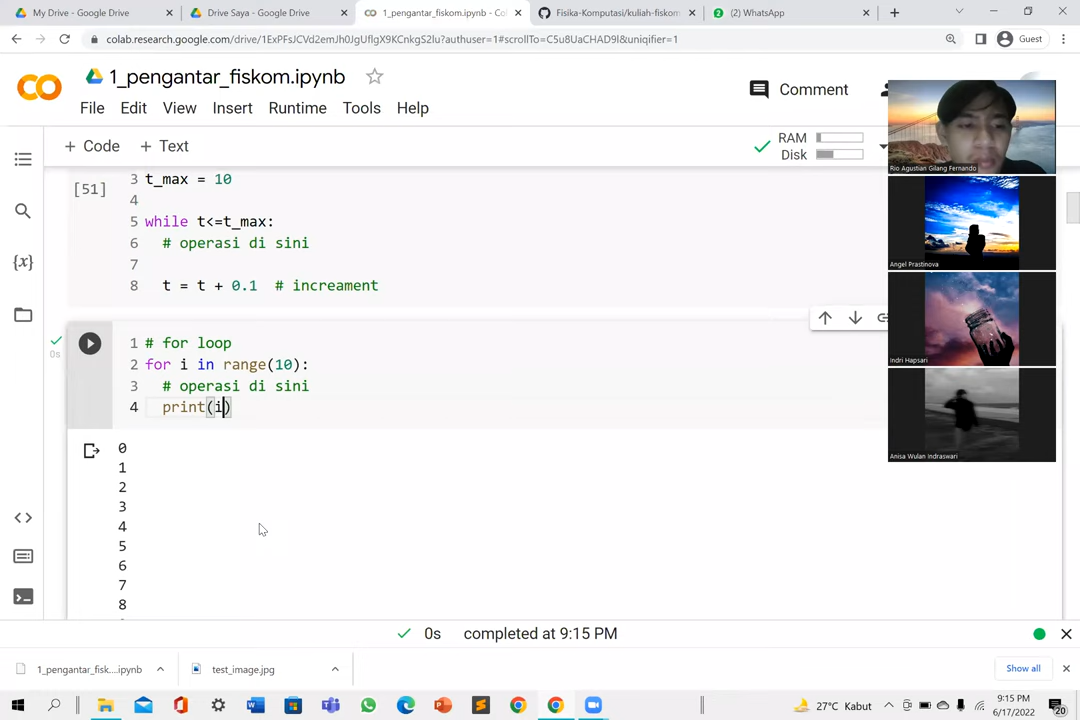 My Drive - Google Drive
Drive Saya - Google Drive
1_pengantar_fiskom.ipynb - Co
Fisika-Komputasi/kuliah-fiskom
(2) WhatsApp
colab.research.google.com/drive/1ExPFsJCVd2emJh0JgUflgX9KCnkgS2lu?authuser=1#scrollTo=C5u8UaCHAD9l&uniqifier=1
Guest
1_pengantar_fiskom.ipynb
File Edit View Insert Runtime Tools Help
Comment
+ Code + Text
RAM
Disk
[51]
3 t_max = 10
4
5 while t<=t_max:
6 # operasi di sini
7
8 t = t + 0.1 # increament
0s
1 # for loop
2 for i in range(10):
3 # operasi di sini
4 print(i)
0
1
2
3
4
5
6
7
8
Rio Agustian Gilang Fernando
Angel Prastinova
Indri Hapsari
Anisa Wulan Indraswari
{x}
0s completed at 9:15 PM
1_pengantar_fisk....ipynb
test_image.jpg
Show all
27°C Kabut
9:15 PM
6/17/2022
20